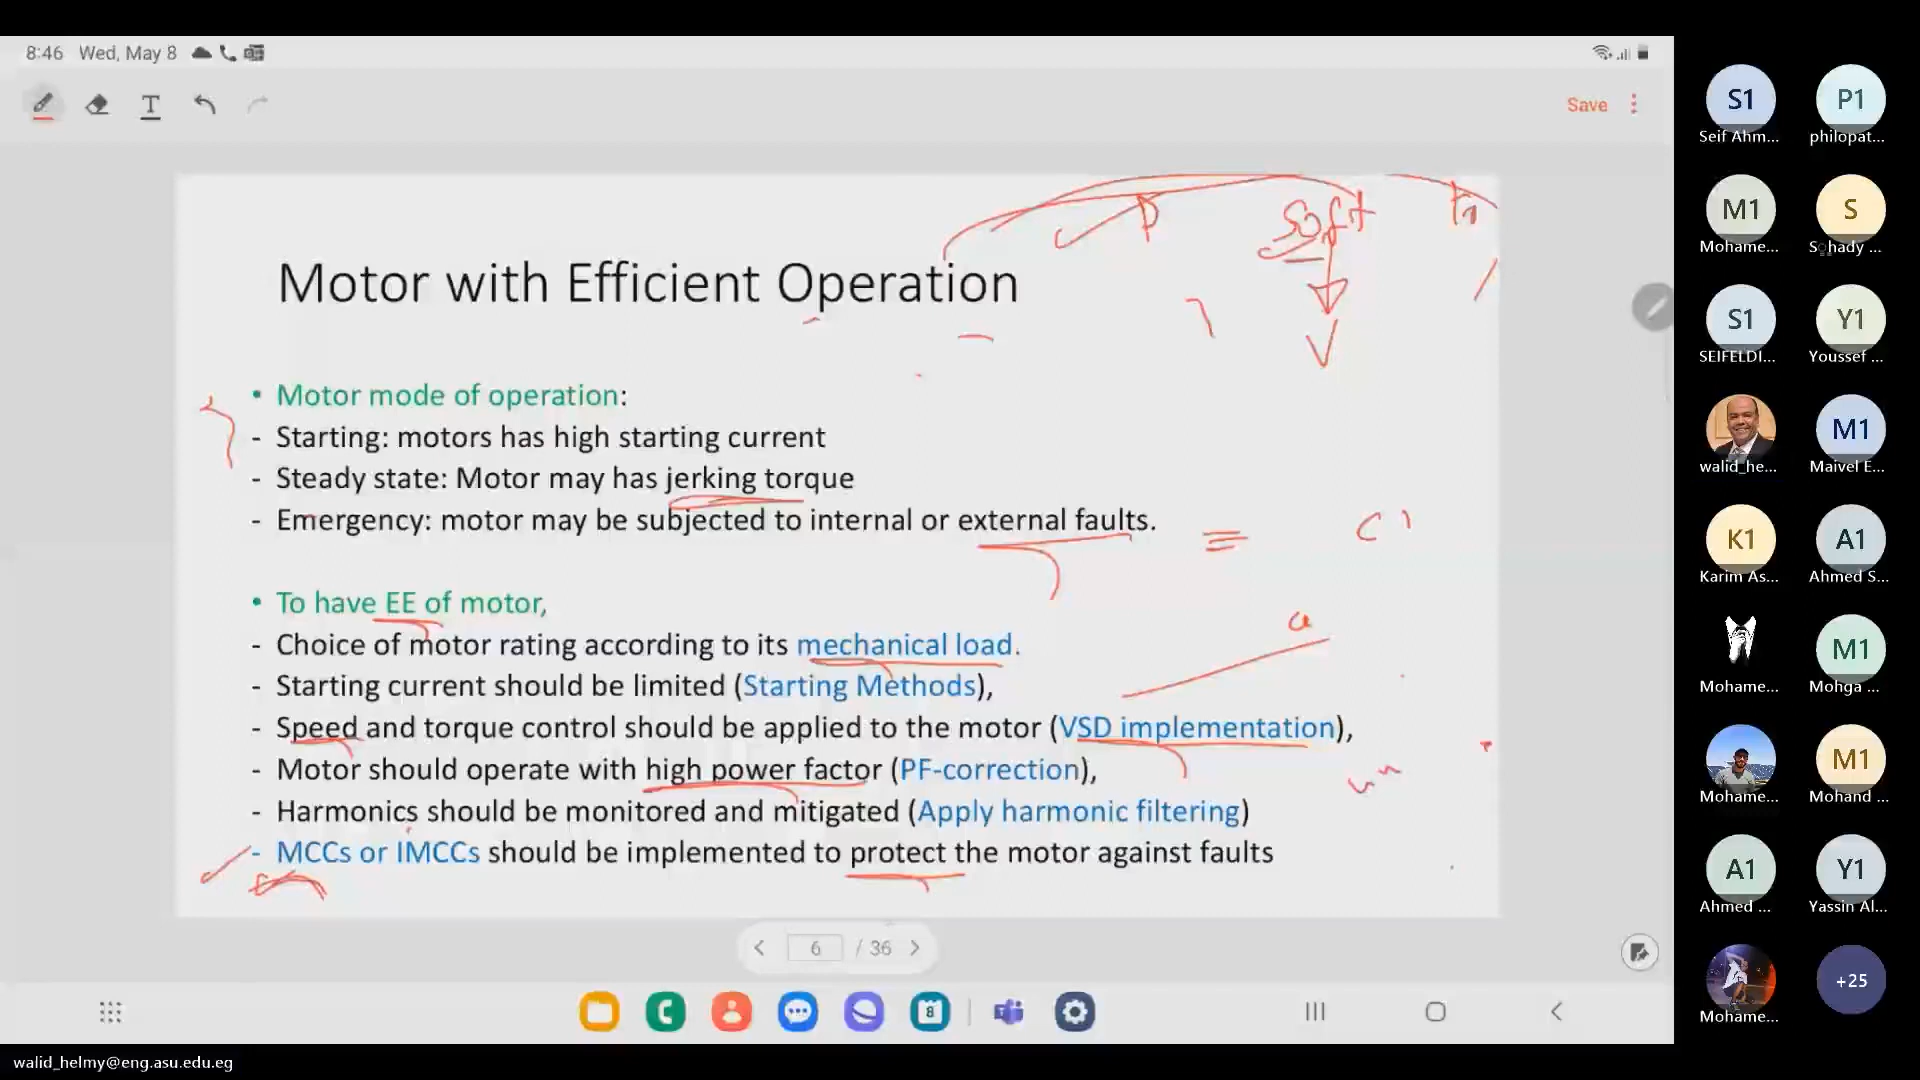 8:46 Wed, May 8
Save
S1
P1
Seif Ahm...
philopat...
M1
S
Mohame...
Sohady ...
S1
Y1
SEIFELDI...
Youssef ...
M1
walid_he...
Maivel E...
K1
A1
Karim As...
Ahmed S...
M1
Mohame...
Mohga ...
M1
Mohame...
Mohand ...
A1
Y1
Ahmed ...
Yassin Al...
+25
Mohame...
P
Soft
V
Motor with Efficient Operation
• Motor mode of operation:
- Starting: motors has high starting current
- Steady state: Motor may has jerking torque
- Emergency: motor may be subjected to internal or external faults.
• To have EE of motor,
- Choice of motor rating according to its mechanical load.
- Starting current should be limited (Starting Methods),
- Speed and torque control should be applied to the motor (VSD implementation),
- Motor should operate with high power factor (PF-correction),
- Harmonics should be monitored and mitigated (Apply harmonic filtering)
- MCCs or IMCCs should be implemented to protect the motor against faults
6 / 36
8
walid_helmy@eng.asu.edu.eg